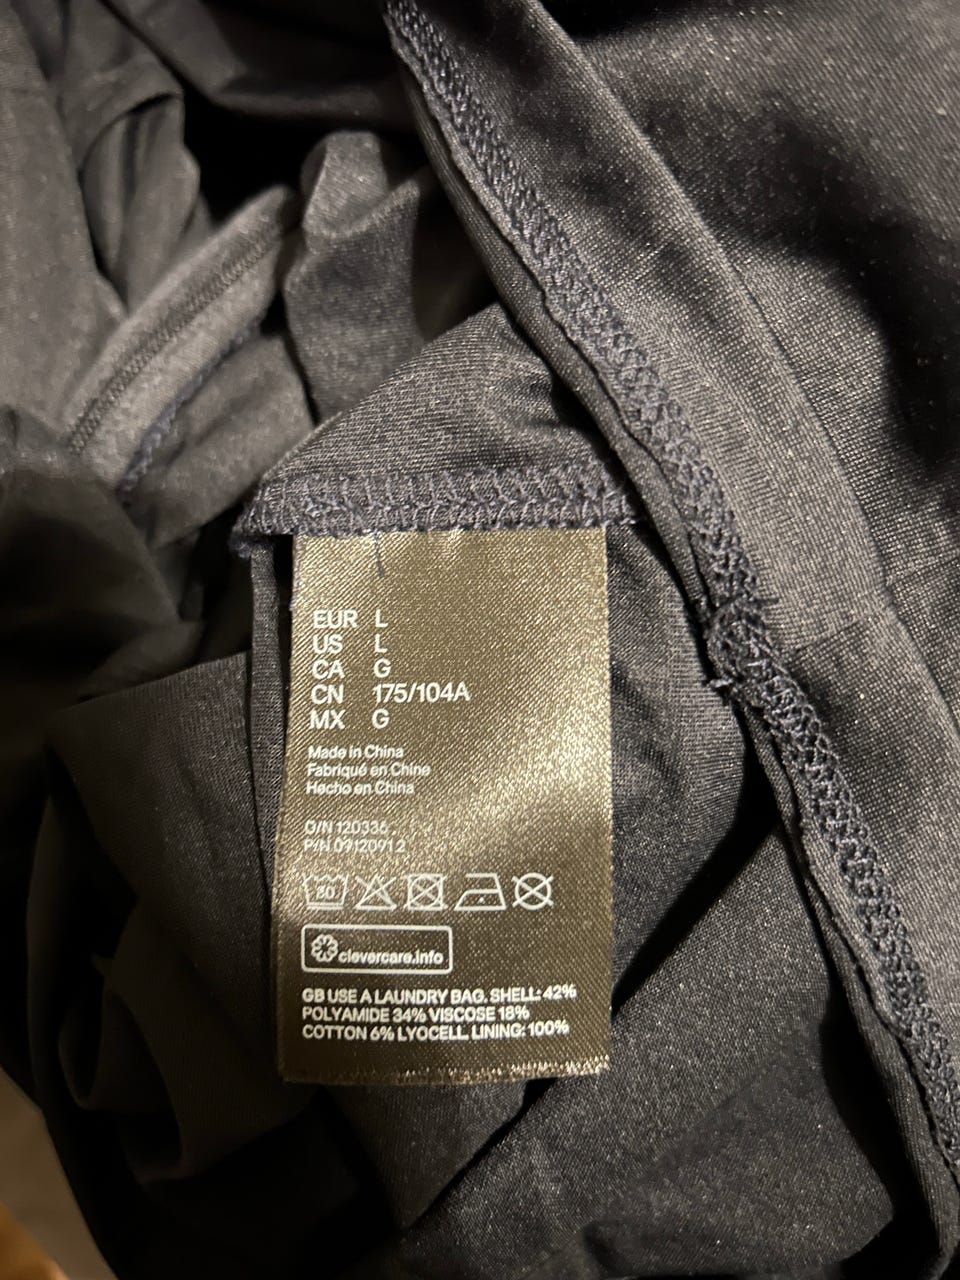 EUR L
US L
CA G
CN 175/104A
MX G
Made in China
Fabriqué en Chine
Hecho en China
O/N 120336
P/N 09120912
30
clevercare.info
GB USE A LAUNDRY BAG. SHELL: 42%
POLYAMIDE 34% VISCOSE 18%
COTTON 6% LYOCELL. LINING: 100%